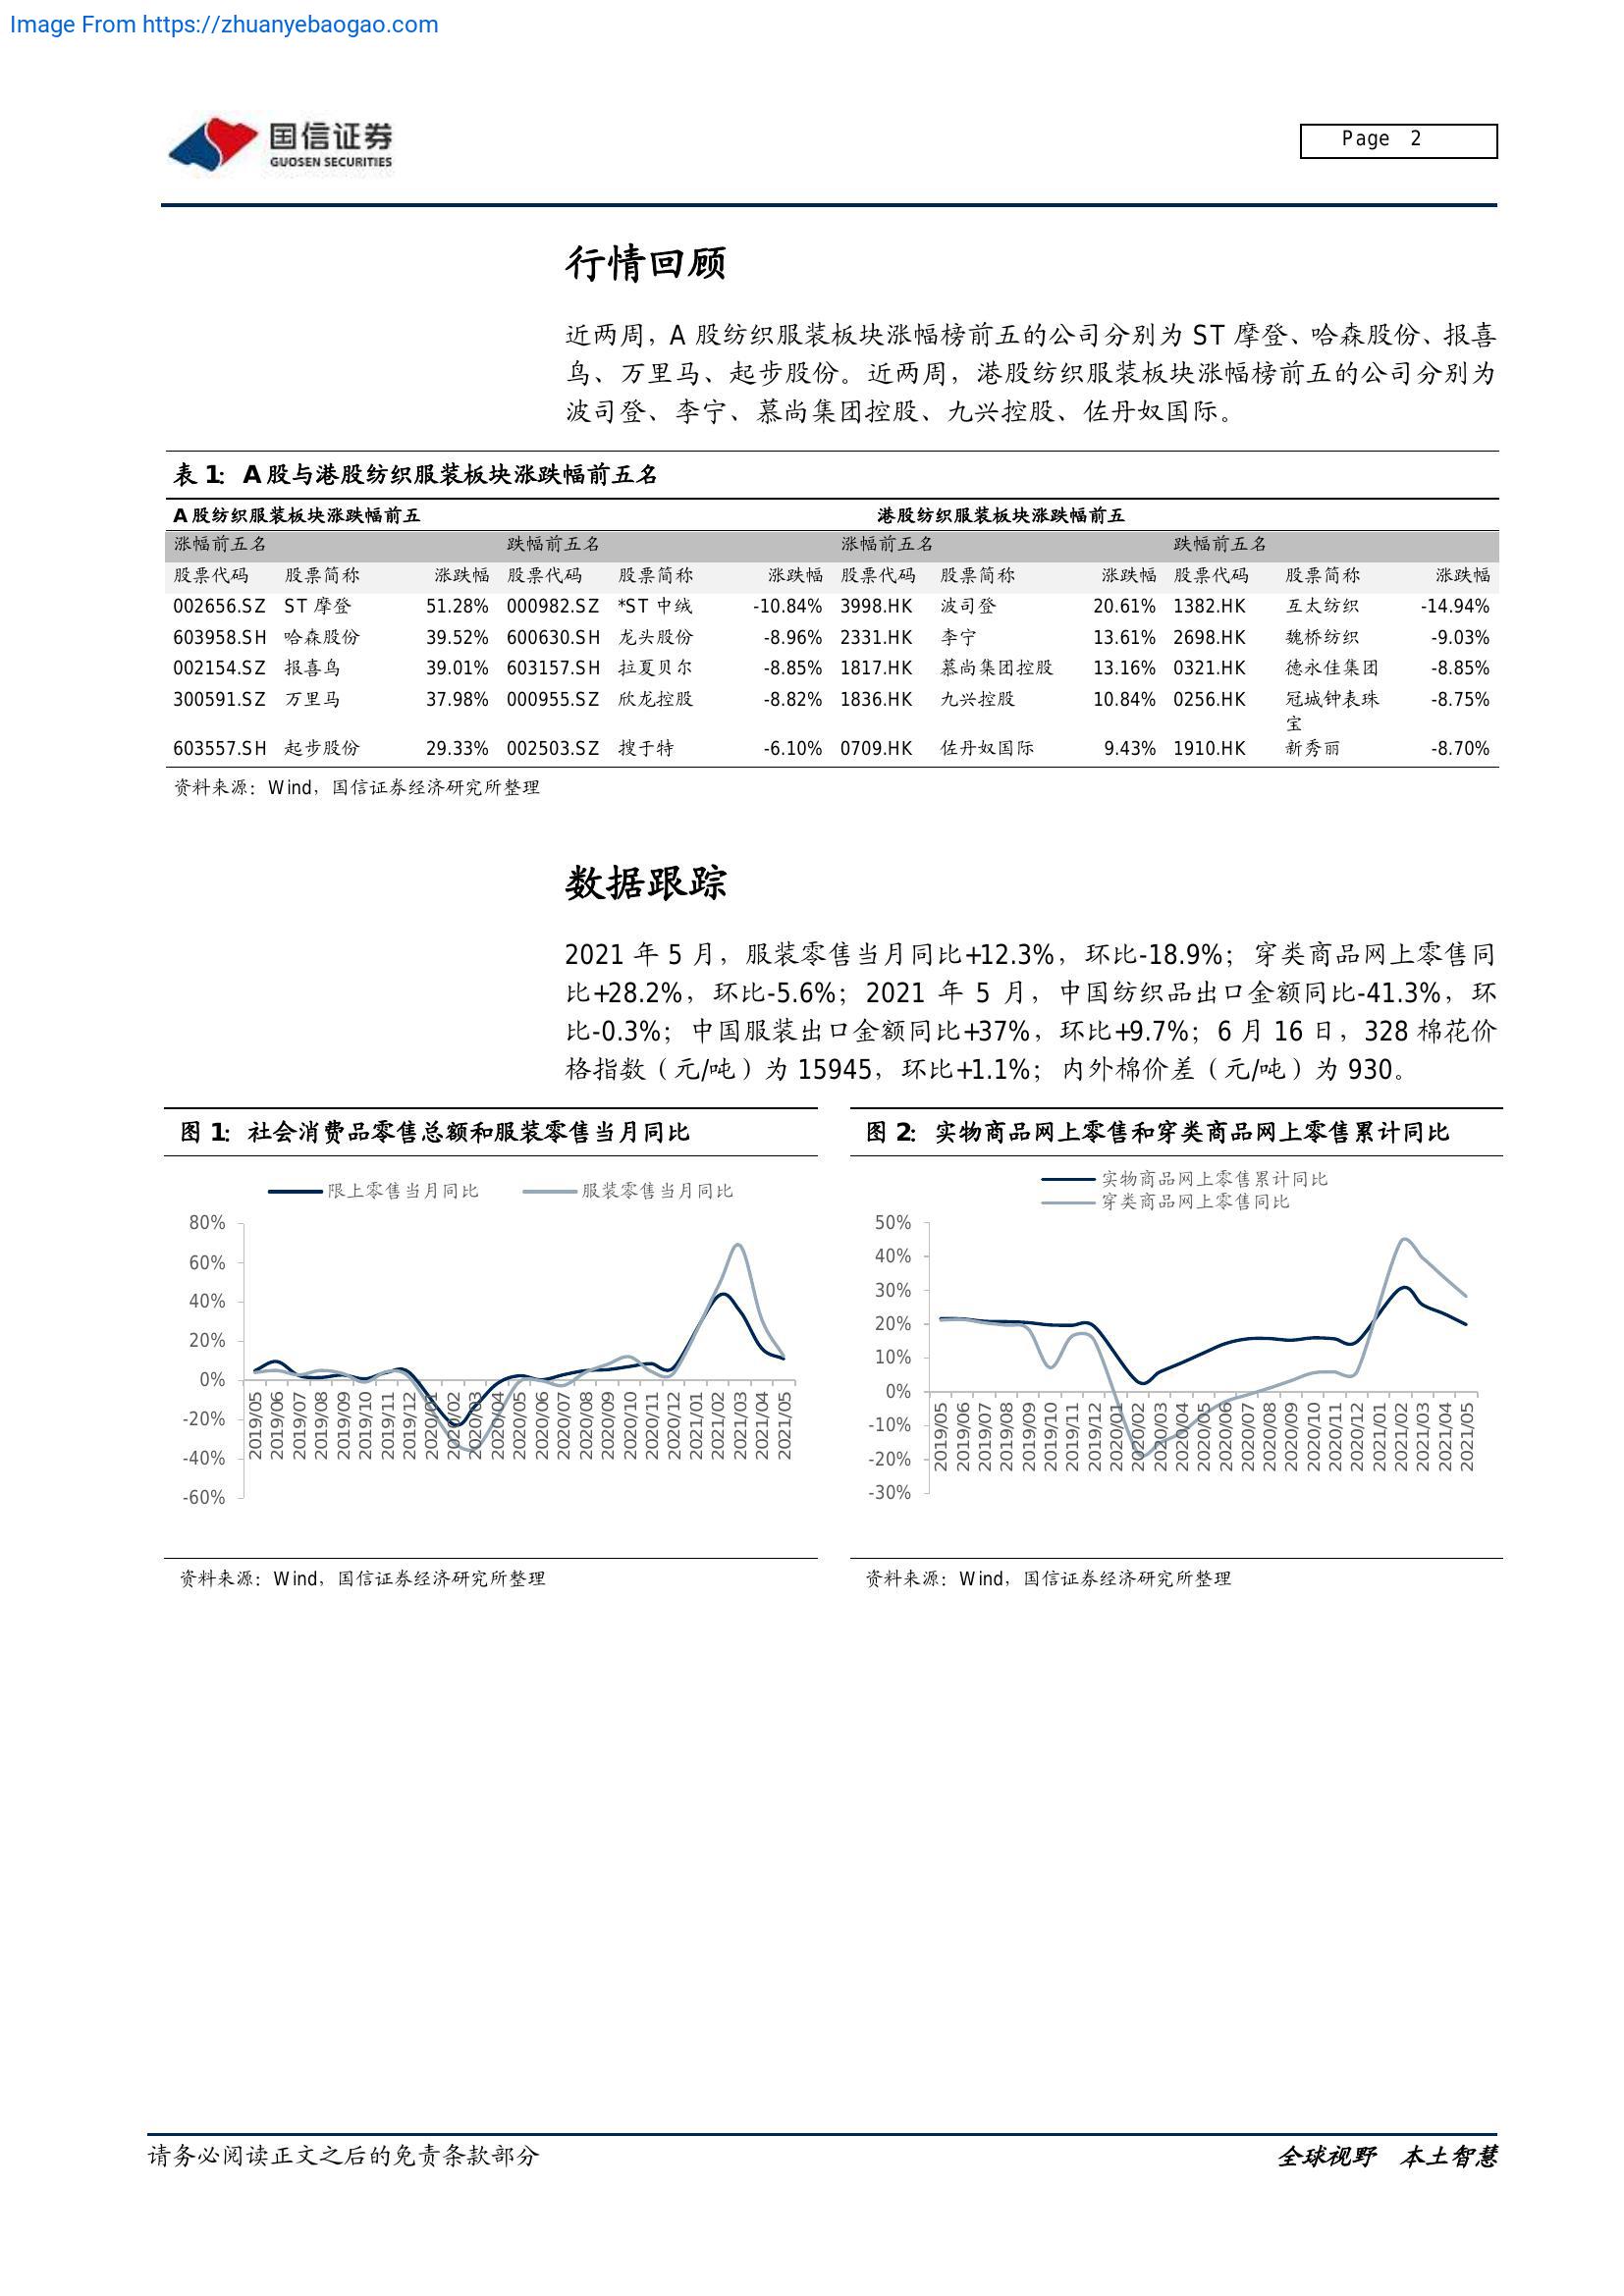 Image From https://zhuanyebaogao.com
国信证券
GUOSEN SECURITIES
Page 2
行情回顾
近两周，A 股纺织服装板块涨幅榜前五的公司分别为 ST 摩登、哈森股份、报喜
鸟、万里马、起步股份。近两周，港股纺织服装板块涨幅榜前五的公司分别为
波司登、李宁、慕尚集团控股、九兴控股、佐丹奴国际。
表 1：A 股与港股纺织服装板块涨跌幅前五名
A 股纺织服装板块涨跌幅前五 港股纺织服装板块涨跌幅前五
涨幅前五名 跌幅前五名 涨幅前五名 跌幅前五名
股票代码 股票简称 涨跌幅 股票代码 股票简称 涨跌幅 股票代码 股票简称 涨跌幅 股票代码 股票简称 涨跌幅
002656.SZ ST 摩登 51.28% 000982.SZ *ST 中绒 -10.84% 3998.HK 波司登 20.61% 1382.HK 互太纺织 -14.94%
603958.SH 哈森股份 39.52% 600630.SH 龙头股份 -8.96% 2331.HK 李宁 13.61% 2698.HK 魏桥纺织 -9.03%
002154.SZ 报喜鸟 39.01% 603157.SH 拉夏贝尔 -8.85% 1817.HK 慕尚集团控股 13.16% 0321.HK 德永佳集团 -8.85%
300591.SZ 万里马 37.98% 000955.SZ 欣龙控股 -8.82% 1836.HK 九兴控股 10.84% 0256.HK 冠城钟表珠 -8.75%
宝
603557.SH 起步股份 29.33% 002503.SZ 搜于特 -6.10% 0709.HK 佐丹奴国际 9.43% 1910.HK 新秀丽 -8.70%
资料来源：Wind，国信证券经济研究所整理
数据跟踪
2021 年 5 月，服装零售当月同比+12.3%，环比-18.9%；穿类商品网上零售同
比+28.2%，环比-5.6%；2021 年 5 月，中国纺织品出口金额同比-41.3%，环
比-0.3%；中国服装出口金额同比+37%，环比+9.7%；6 月 16 日，328 棉花价
格指数（元/吨）为 15945，环比+1.1%；内外棉价差（元/吨）为 930。
图 1：社会消费品零售总额和服装零售当月同比
限上零售当月同比 服装零售当月同比
80%
60%
40%
20%
0%
-20%
-40%
-60%
2019/05
2019/06
2019/07
2019/08
2019/09
2019/10
2019/11
2019/12
2020/01
2020/02
2020/03
2020/04
2020/05
2020/06
2020/07
2020/08
2020/09
2020/10
2020/11
2020/12
2021/01
2021/02
2021/03
2021/04
2021/05
资料来源：Wind，国信证券经济研究所整理
图 2：实物商品网上零售和穿类商品网上零售累计同比
实物商品网上零售累计同比
穿类商品网上零售同比
50%
40%
30%
20%
10%
0%
-10%
-20%
-30%
2019/05
2019/06
2019/07
2019/08
2019/09
2019/10
2019/11
2019/12
2020/01
2020/02
2020/03
2020/04
2020/05
2020/06
2020/07
2020/08
2020/09
2020/10
2020/11
2020/12
2021/01
2021/02
2021/03
2021/04
2021/05
资料来源：Wind，国信证券经济研究所整理
请务必阅读正文之后的免责条款部分
全球视野 本土智慧